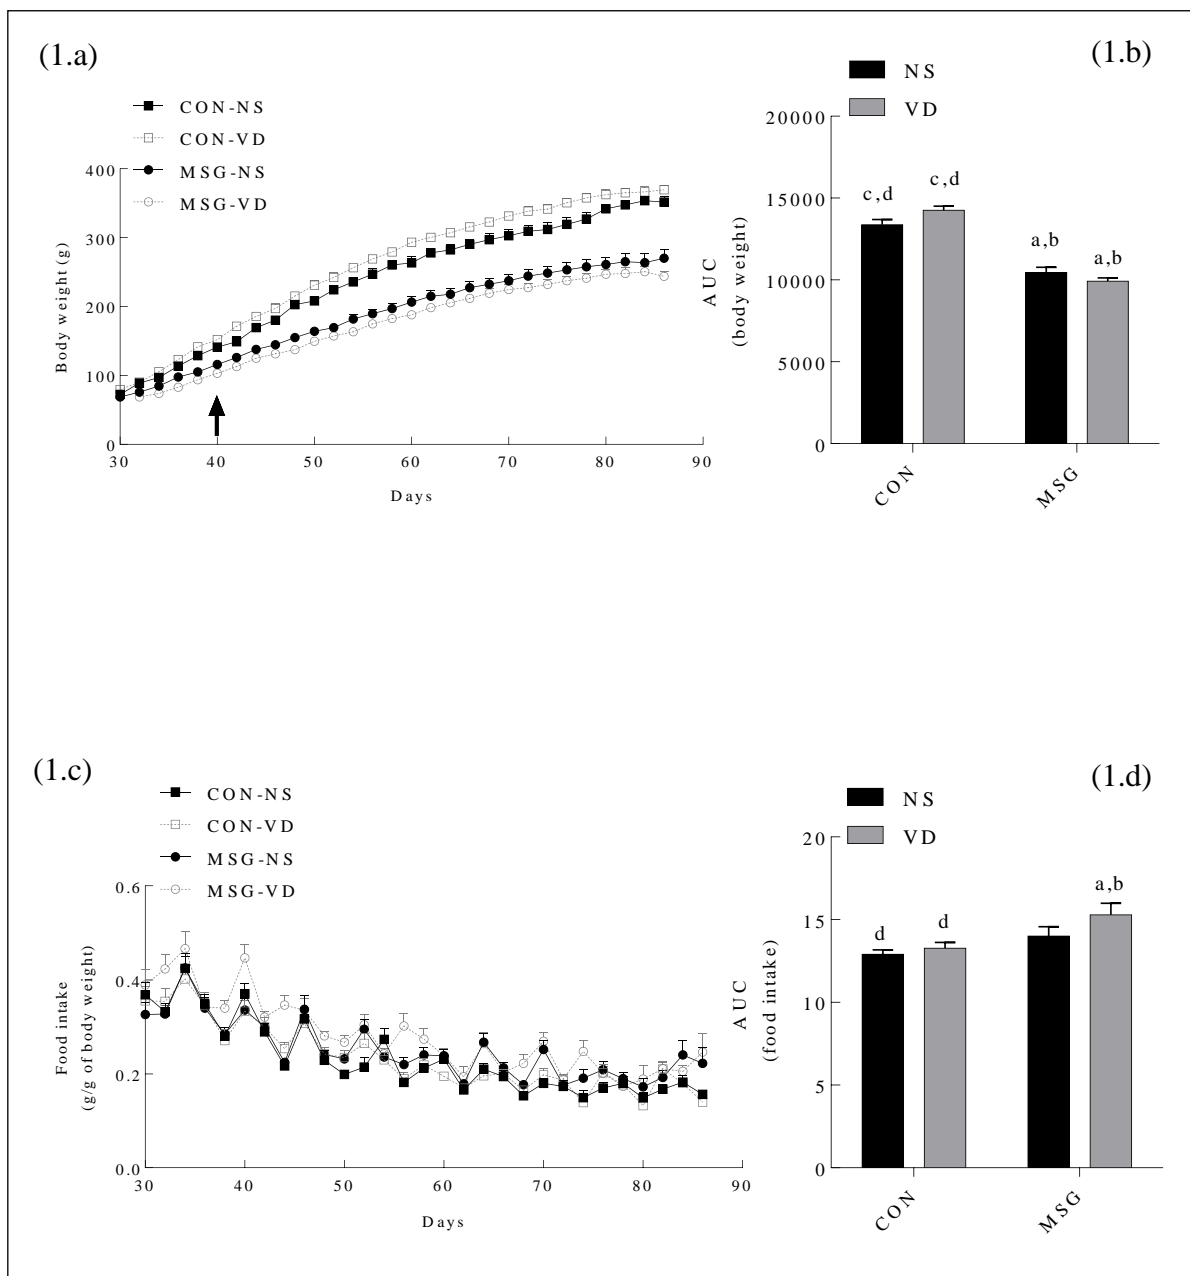 (1.a)
CON-NS
CON-VD
MSG-NS
MSG-VD
400
300
200
100
0
Body weight (g)
30
40
50
60
70
80
90
Days
(1.b)
NS
VD
20000
15000
10000
5000
0
AUC
(body weight)
c,d
c,d
a,b
a,b
CON
MSG
(1.c)
CON-NS
CON-VD
MSG-NS
MSG-VD
0.6
0.4
0.2
0.0
Food intake
(g/g of body weight)
30
40
50
60
70
80
90
Days
(1.d)
NS
VD
20
15
10
5
0
AUC
(food intake)
d
d
a,b
CON
MSG